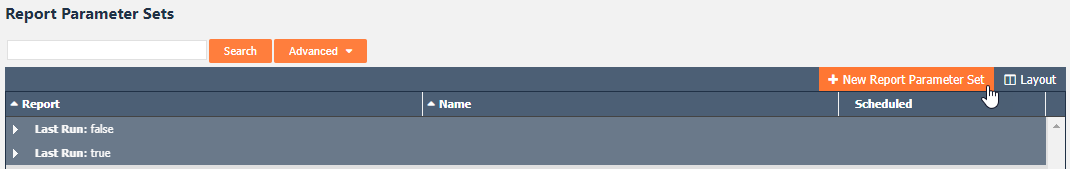 Report Parameter Sets
Search Advanced
New Report Parameter Set Layout
Report Name Scheduled
Last Run: false
Last Run: true